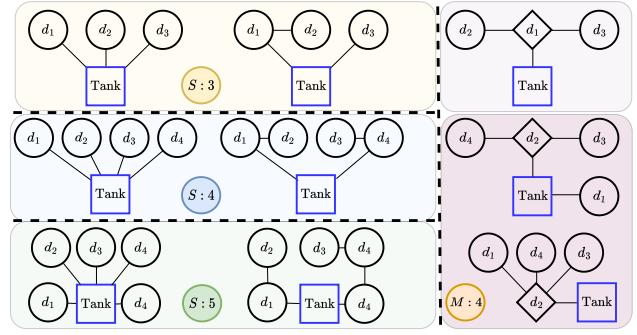 d₁ d₂ d₃ d₁ d₂ d₃
Tank S : 3 Tank
d₁ d₂ d₃ d₄ d₁ d₂ d₃ d₄
Tank S : 4 Tank
d₂ d₃ d₄ d₂ d₃ d₄
d₁ Tank d₄ S : 5 d₁ Tank d₄
d₂ d₁ d₃
Tank
d₄ d₂ d₃
Tank d₁
d₁ d₄ d₃
M : 4 d₂ Tank